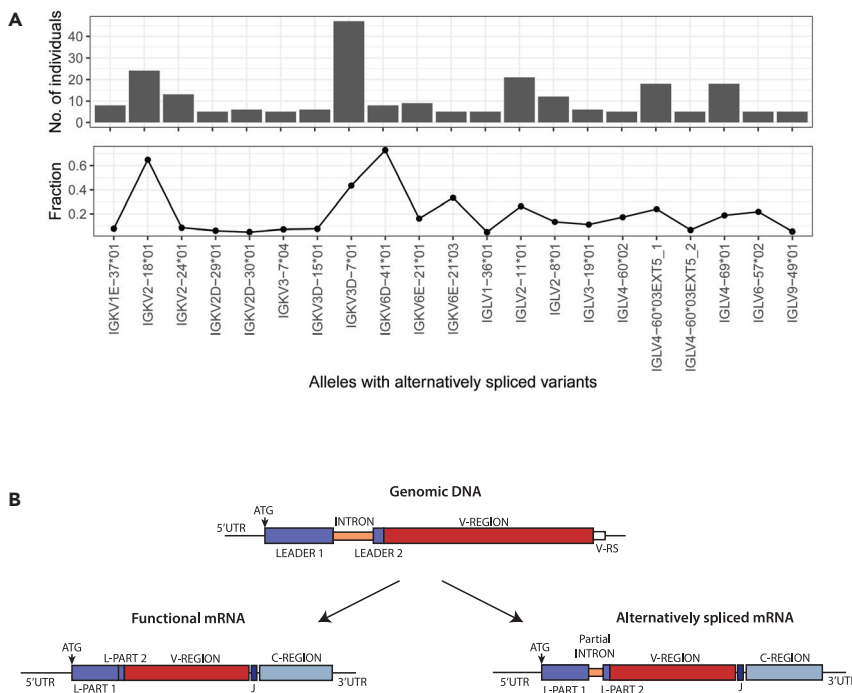 A
No. of individuals
40
30
20
10
0
Fraction
0.6
0.4
0.2
IGKV1E-37*01
IGKV2-18*01
IGKV2-24*01
IGKV2D-29*01
IGKV2D-30*01
IGKV3-7*04
IGKV3D-15*01
IGKV3D-7*01
IGKV6D-41*01
IGKV6E-21*01
IGKV6E-21*03
IGLV1-36*01
IGLV2-11*01
IGLV2-8*01
IGLV3-19*01
IGLV4-60*02
IGLV4-60*03EXT5_1
IGLV4-60*03EXT5_2
IGLV4-69*01
IGLV6-57*02
IGLV9-49*01
Alleles with alternatively spliced variants
B
Genomic DNA
ATG
5'UTR
INTRON
V-REGION
LEADER 1
LEADER 2
V-RS
Functional mRNA
ATG
L-PART 2
V-REGION
C-REGION
5'UTR
L-PART 1
J
3'UTR
Alternatively spliced mRNA
ATG
Partial
INTRON
V-REGION
C-REGION
5'UTR
L-PART 1
L-PART 2
J
3'UTR